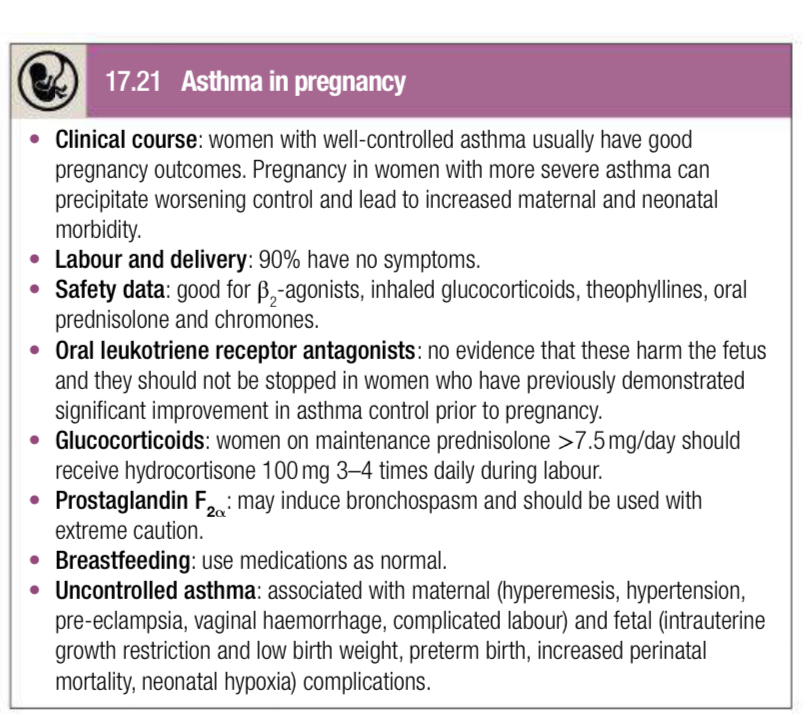 17.21 Asthma in pregnancy
• Clinical course: women with well-controlled asthma usually have good
pregnancy outcomes. Pregnancy in women with more severe asthma can
precipitate worsening control and lead to increased maternal and neonatal
morbidity.
• Labour and delivery: 90% have no symptoms.
• Safety data: good for β₂-agonists, inhaled glucocorticoids, theophyllines, oral
prednisolone and chromones.
• Oral leukotriene receptor antagonists: no evidence that these harm the fetus
and they should not be stopped in women who have previously demonstrated
significant improvement in asthma control prior to pregnancy.
• Glucocorticoids: women on maintenance prednisolone >7.5 mg/day should
receive hydrocortisone 100 mg 3–4 times daily during labour.
• Prostaglandin F₂α: may induce bronchospasm and should be used with
extreme caution.
• Breastfeeding: use medications as normal.
• Uncontrolled asthma: associated with maternal (hyperemesis, hypertension,
pre-eclampsia, vaginal haemorrhage, complicated labour) and fetal (intrauterine
growth restriction and low birth weight, preterm birth, increased perinatal
mortality, neonatal hypoxia) complications.